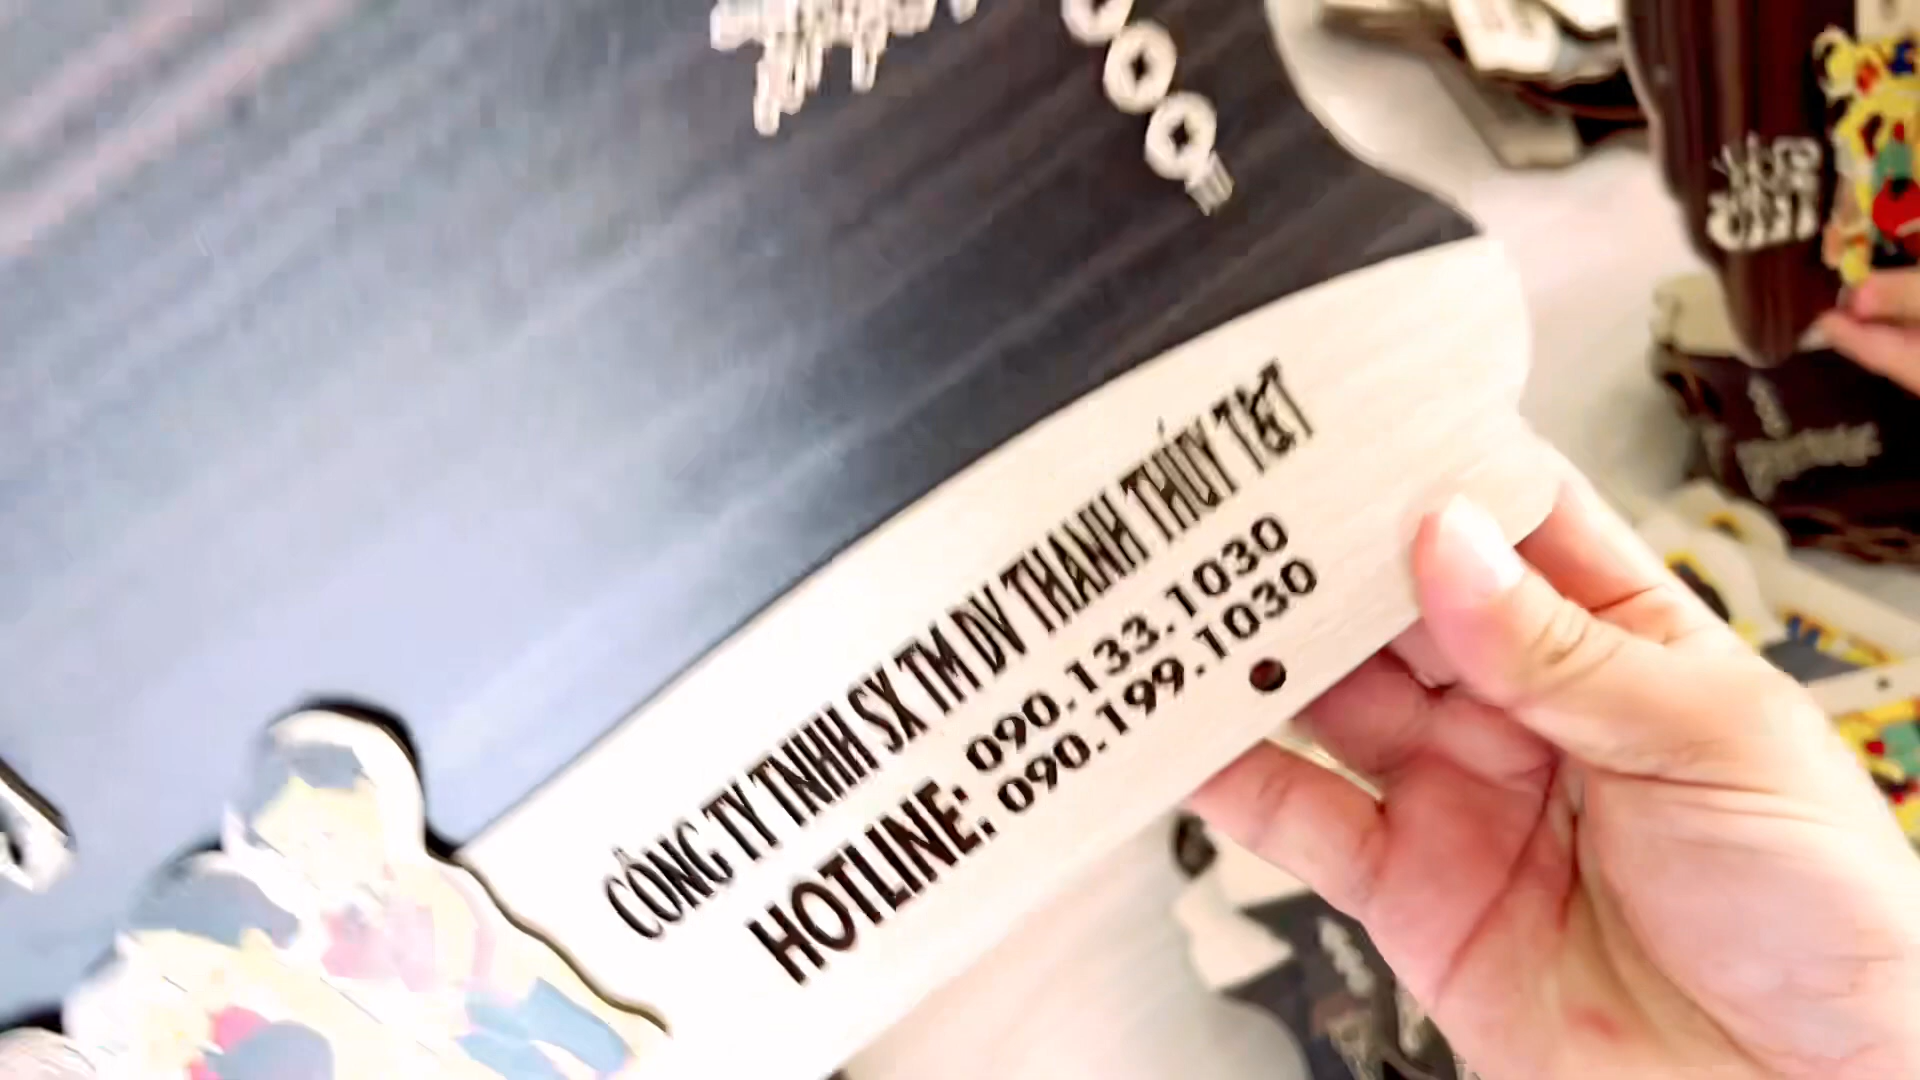 CÔNG TY TNHH SX TM DV THANH THÚY TẾT
HOTLINE: 090.133.1030
090.199.1030